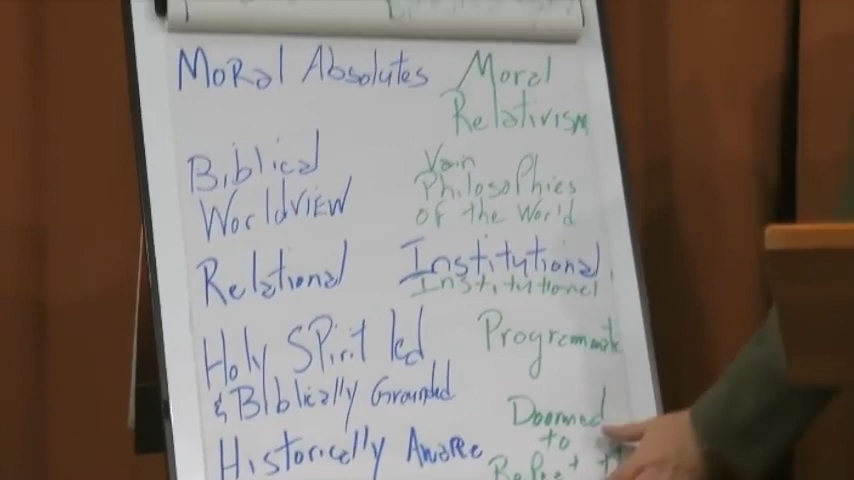 Moral Absolutes
Moral
Relativism
Biblical
Worldview
Vain
Philosophies
of the World
Relational
Institutional
Institutional
Holy Spirit led
& Biblically Grounded
Programmatic
Historically Aware
Doomed
to
Repeat